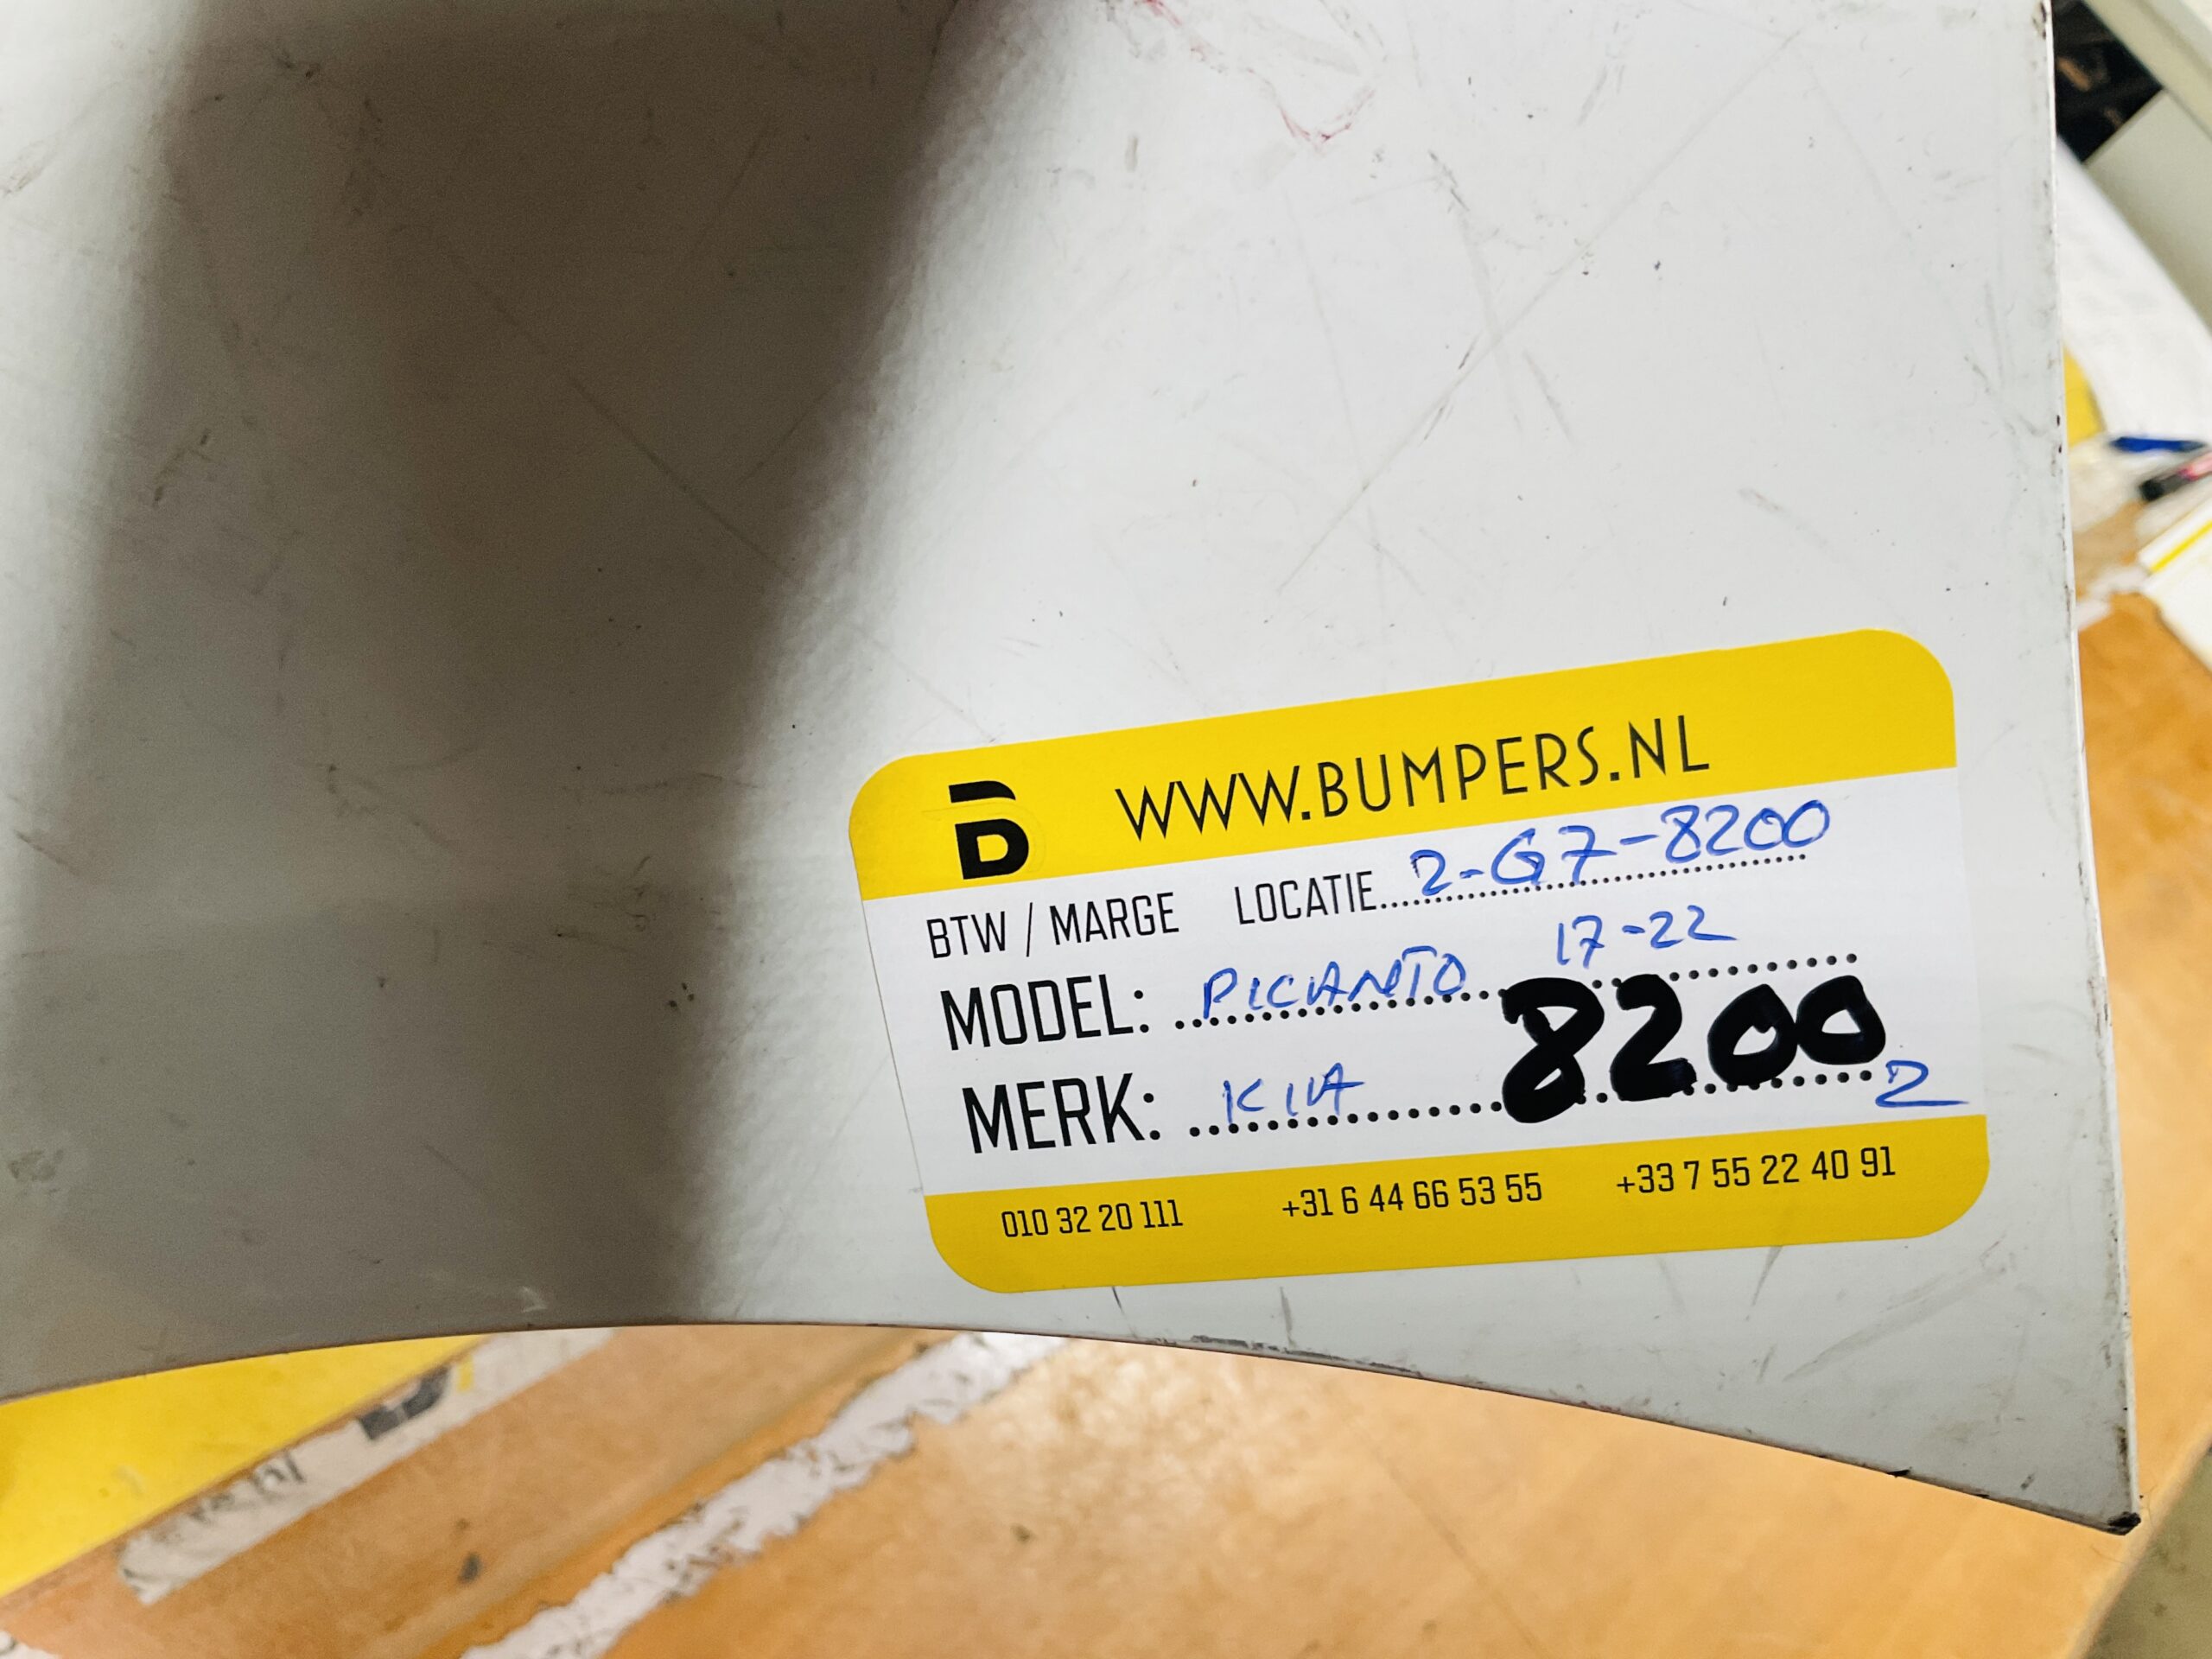 B WWW.BUMPERS.NL
BTW / MARGE LOCATIE 2-G7-8200
MODEL: PICANTO 17-22
MERK: KIA 8200 2
010 32 20 111 +31 6 44 66 53 55 +33 7 55 22 40 91